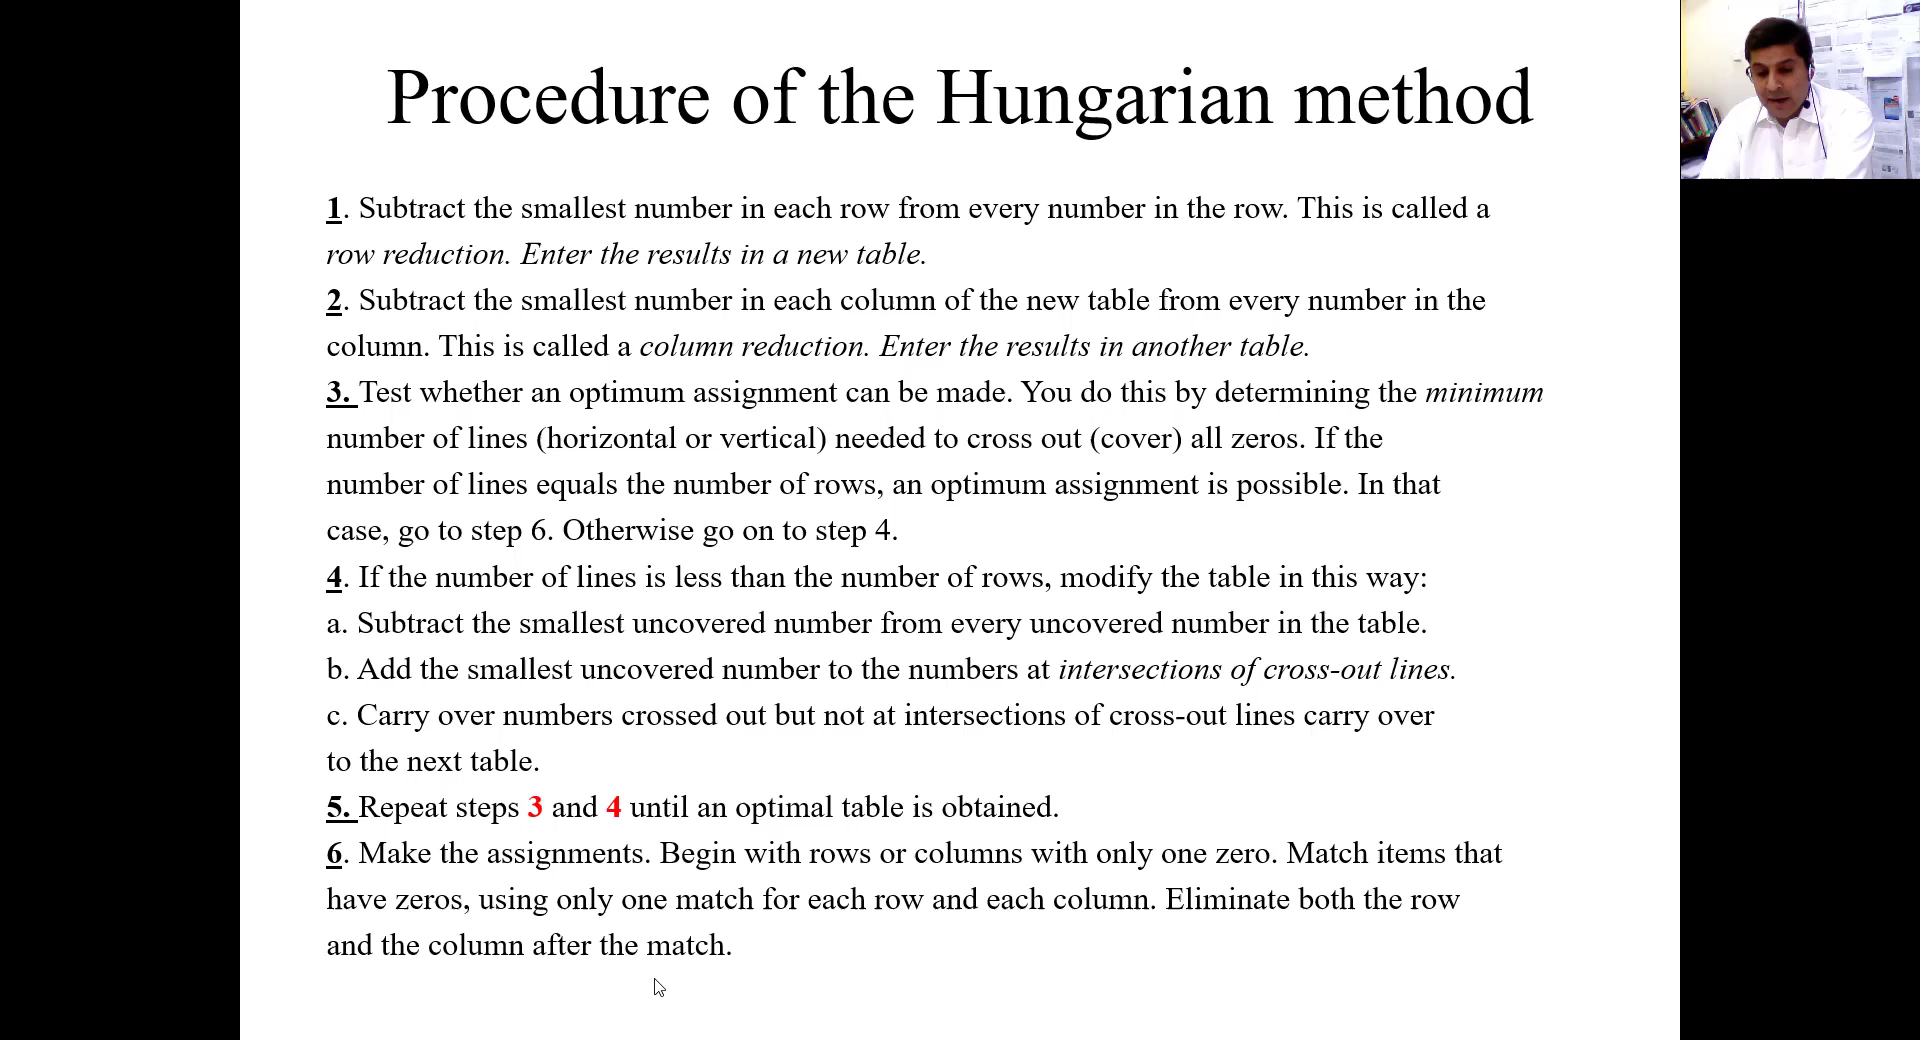 Procedure of the Hungarian method
1. Subtract the smallest number in each row from every number in the row. This is called a
row reduction. Enter the results in a new table.
2. Subtract the smallest number in each column of the new table from every number in the
column. This is called a column reduction. Enter the results in another table.
3. Test whether an optimum assignment can be made. You do this by determining the minimum
number of lines (horizontal or vertical) needed to cross out (cover) all zeros. If the
number of lines equals the number of rows, an optimum assignment is possible. In that
case, go to step 6. Otherwise go on to step 4.
4. If the number of lines is less than the number of rows, modify the table in this way:
a. Subtract the smallest uncovered number from every uncovered number in the table.
b. Add the smallest uncovered number to the numbers at intersections of cross-out lines.
c. Carry over numbers crossed out but not at intersections of cross-out lines carry over
to the next table.
5. Repeat steps 3 and 4 until an optimal table is obtained.
6. Make the assignments. Begin with rows or columns with only one zero. Match items that
have zeros, using only one match for each row and each column. Eliminate both the row
and the column after the match.